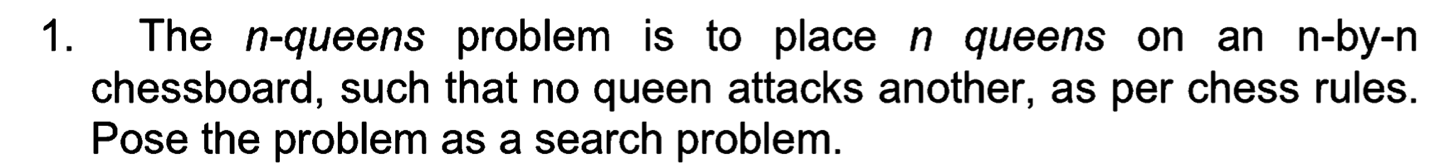 1. The n-queens problem is to place n queens on an n-by-n
chessboard, such that no queen attacks another, as per chess rules.
Pose the problem as a search problem.